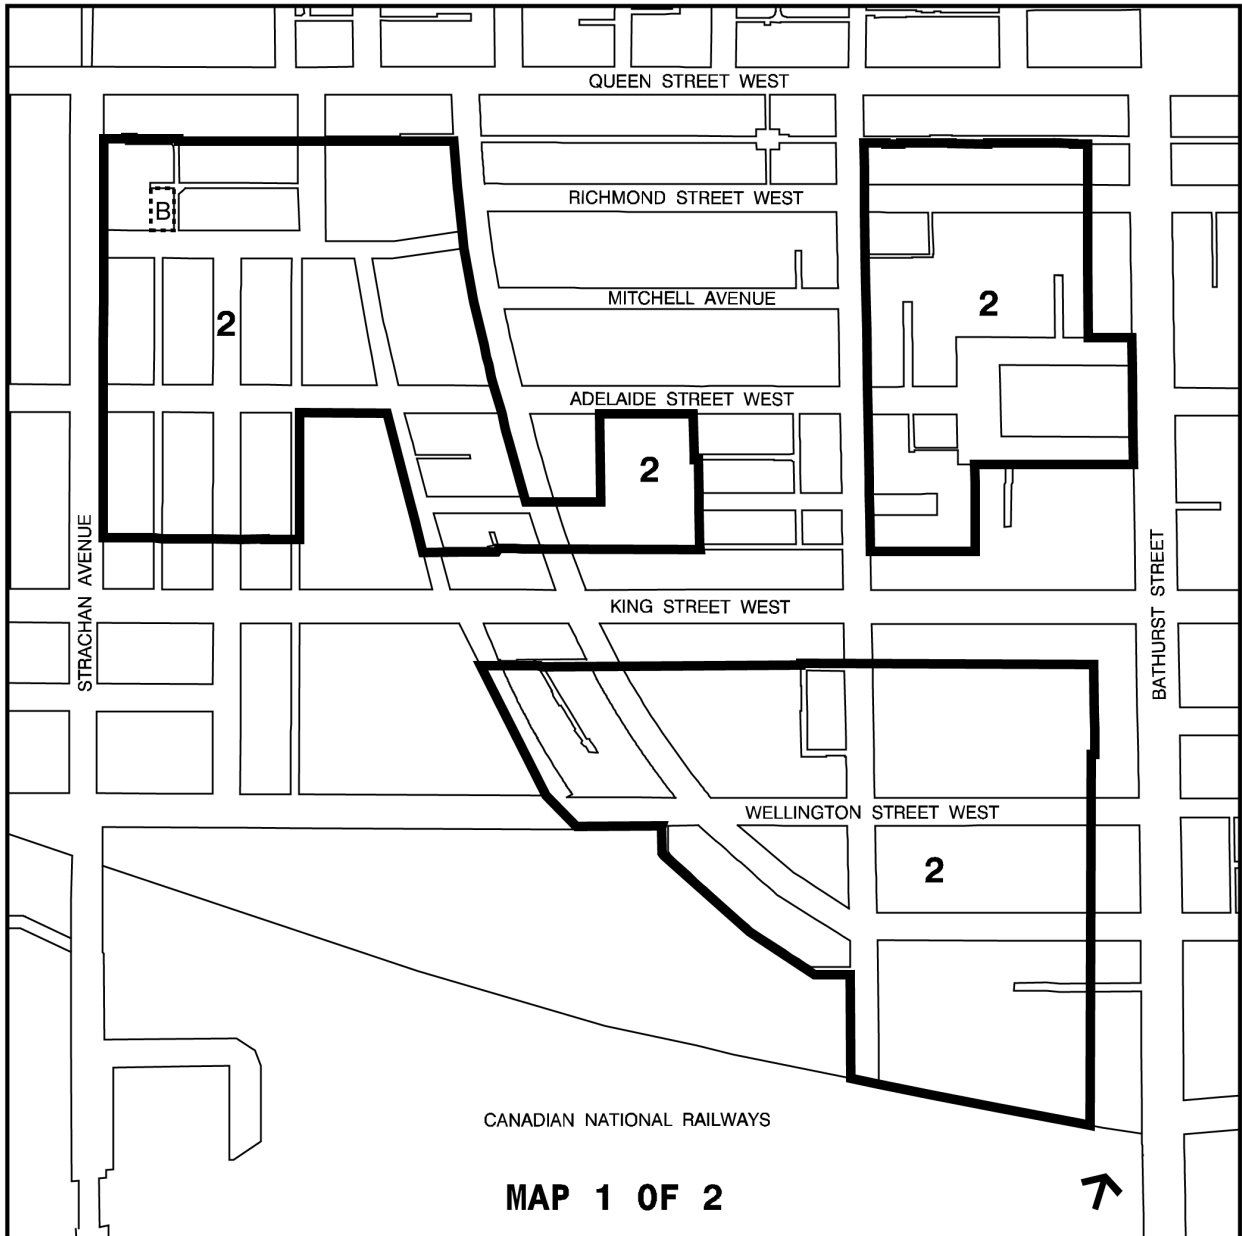 QUEEN STREET WEST
RICHMOND STREET WEST
B
MITCHELL AVENUE
2
2
ADELAIDE STREET WEST
2
STRACHAN AVENUE
BATHURST STREET
KING STREET WEST
WELLINGTON STREET WEST
2
CANADIAN NATIONAL RAILWAYS
MAP 1 OF 2